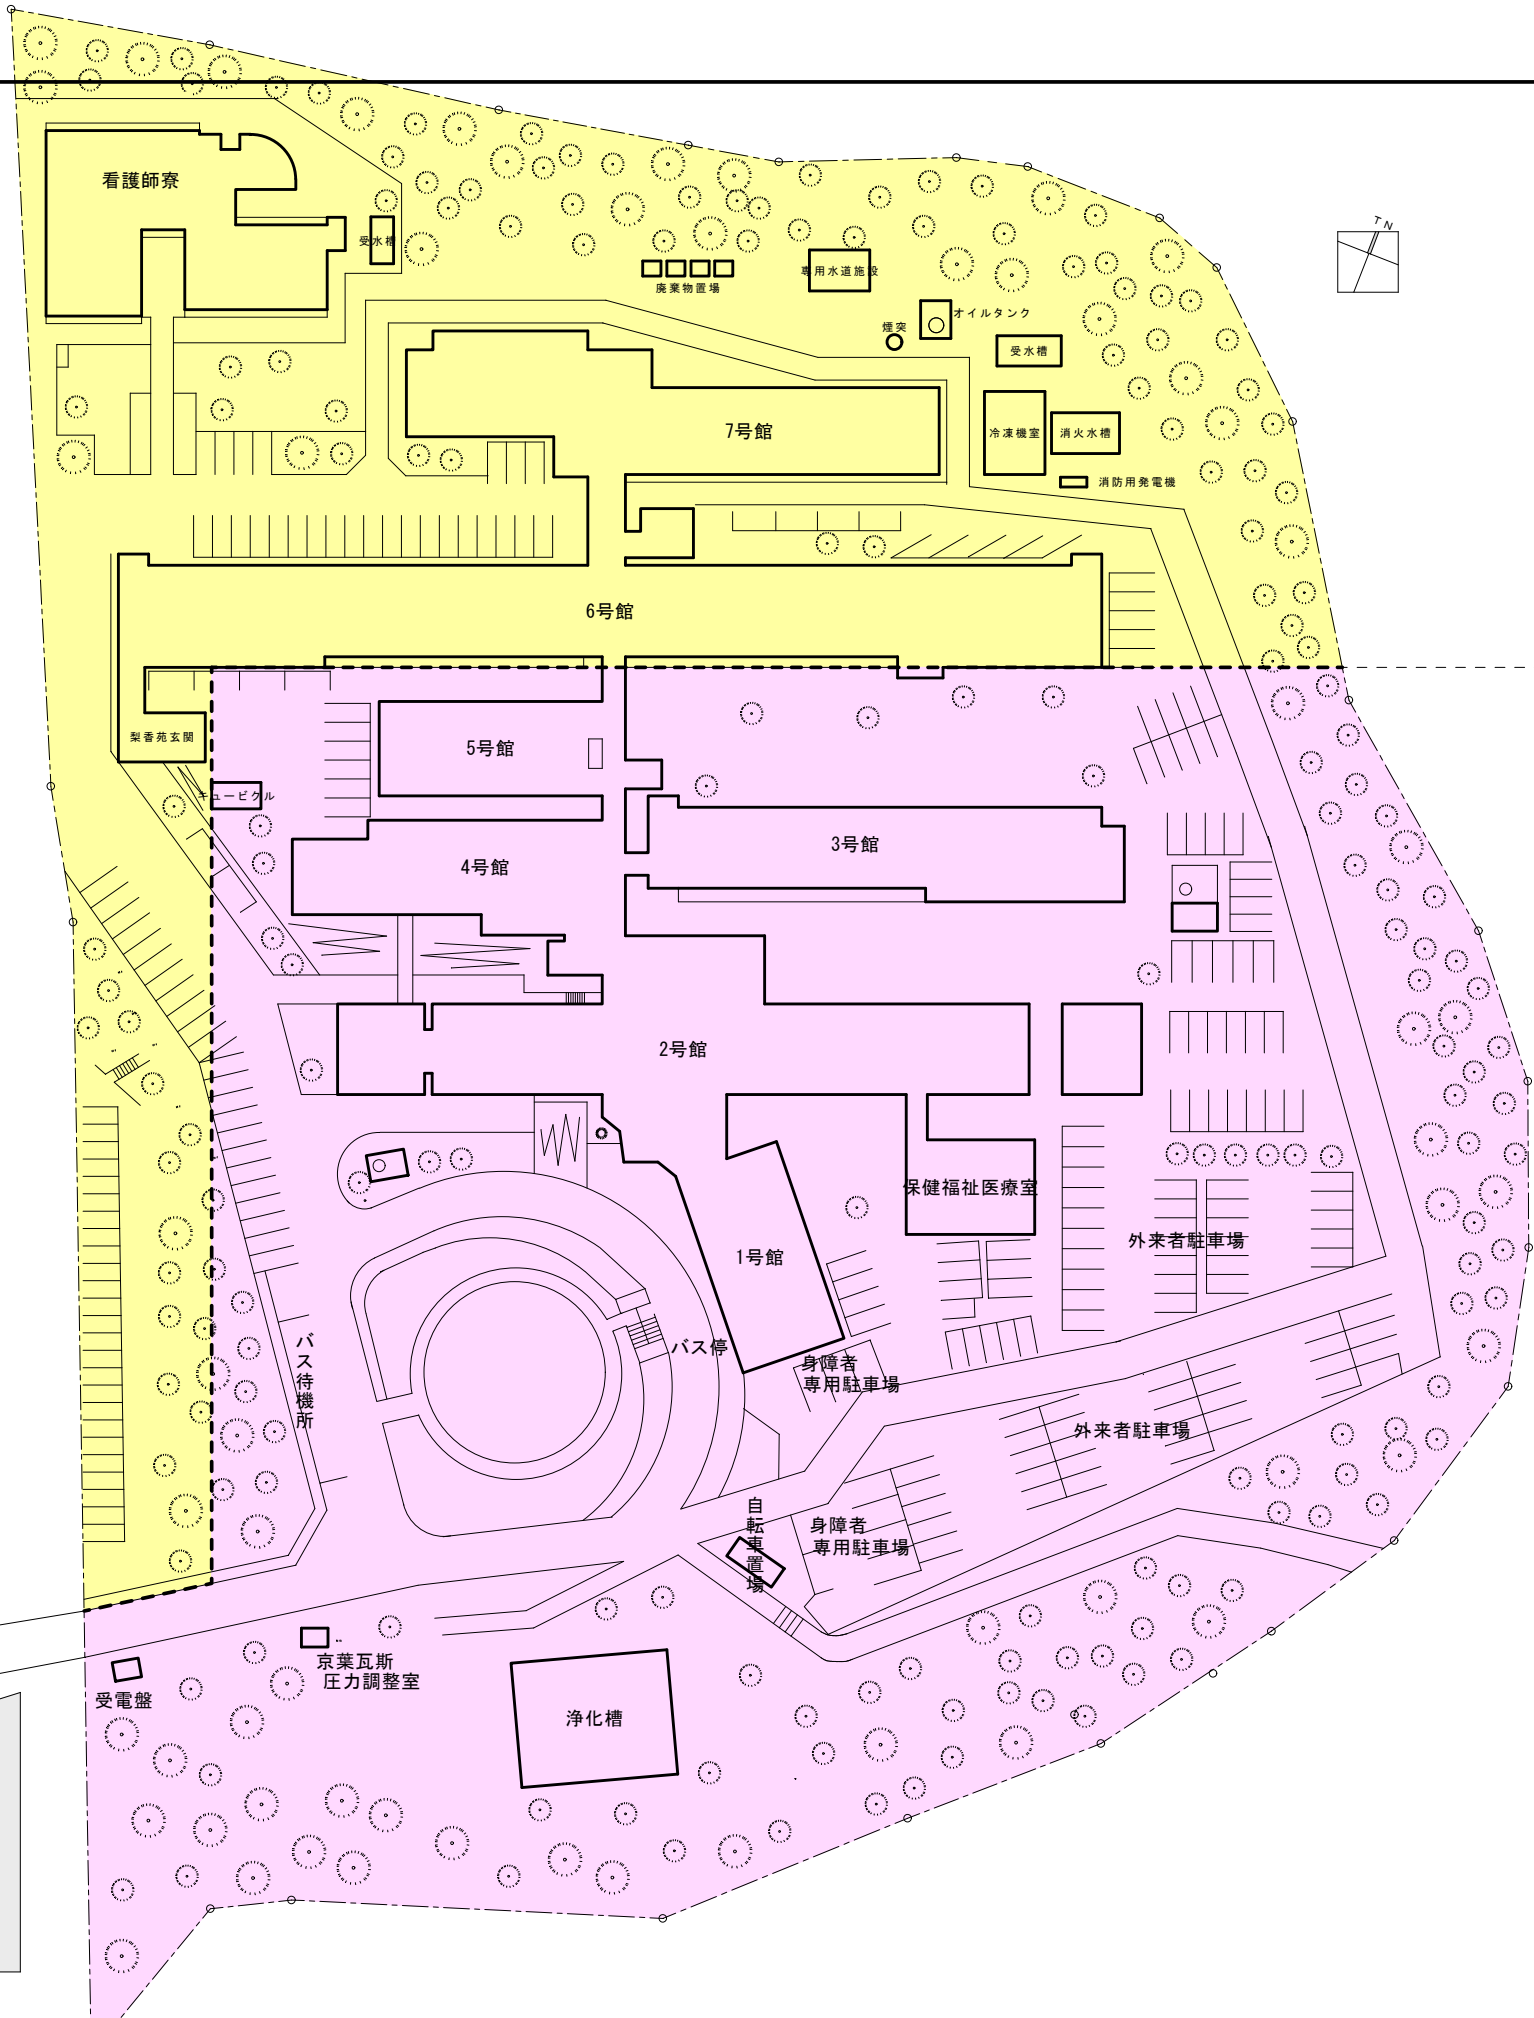 TN
看護師寮
受水槽
専用水道施設
廃棄物置場
オイルタンク
煙突
受水槽
7号館
冷凍機室
消火水槽
消防用発電機
6号館
梨香苑玄関
5号館
キュービクル
3号館
4号館
2号館
保健福祉医療室
外来者駐車場
1号館
バス停
バス待機所
身障者
専用駐車場
外来者駐車場
自転車置場
身障者
専用駐車場
京葉瓦斯
圧力調整室
受電盤
浄化槽